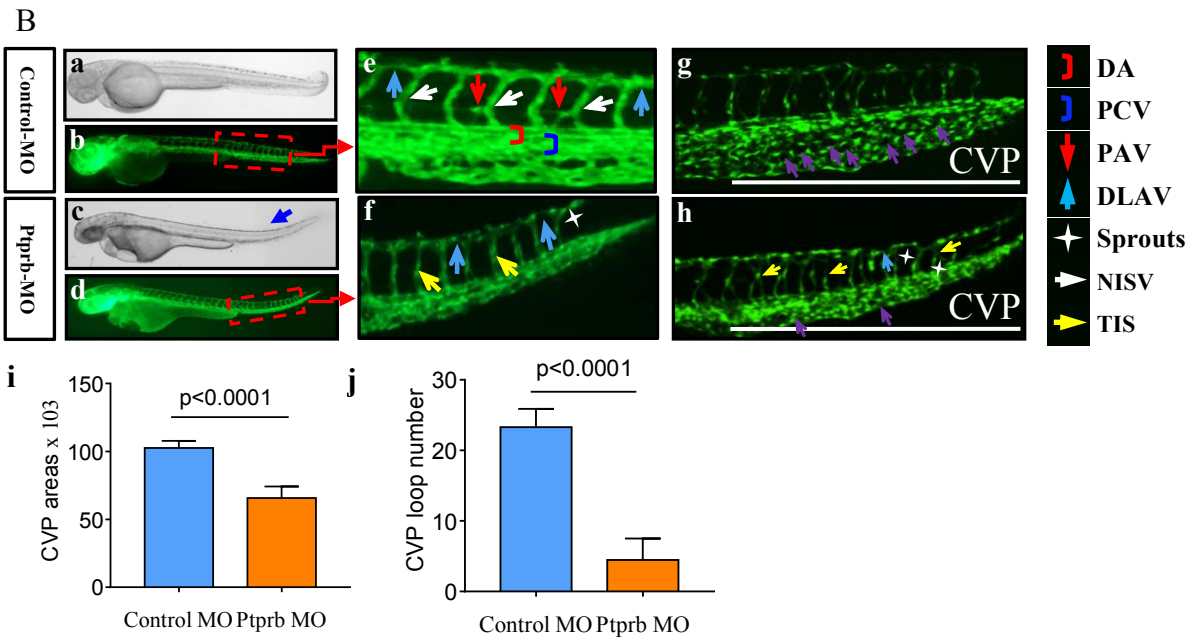 B
Control-MO
Ptprb-MO
a
b
c
d
e
f
g
CVP
h
CVP
DA
PCV
PAV
DLAV
Sprouts
NISV
TIS
i
p<0.0001
CVP areas x 103
150
100
50
0
Control MO Ptprb MO
j
p<0.0001
CVP loop number
30
20
10
0
Control MO Ptprb MO